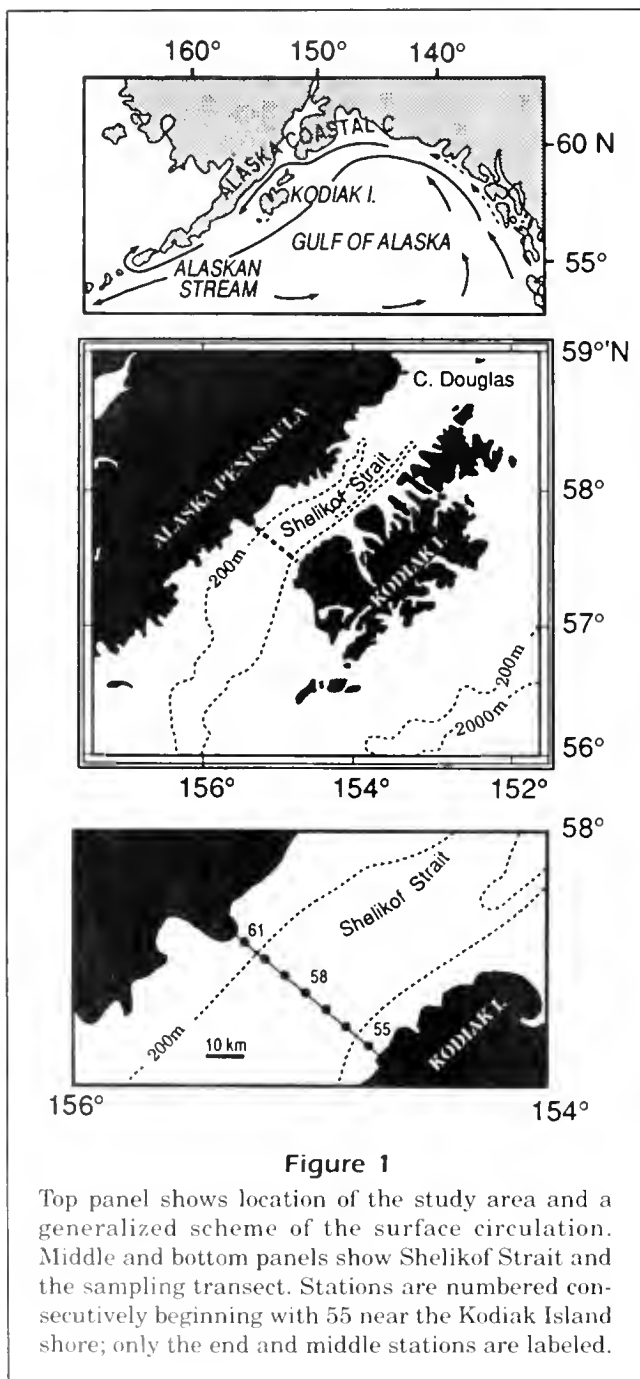 160° 150° 140°
60 N
ALASKA COASTAL C
KODIAK I.
GULF OF ALASKA
55°
ALASKAN
STREAM
59°'N
C. Douglas
ALASKA PENINSULA
Shelikof Strait
58°
200m
KODIAK I.
57°
200m
2000m
56°
156° 154° 152°
58°
Shelikof Strait
61
58
55
200m
10 km
KODIAK I.
156° 154°
Figure 1
Top panel shows location of the study area and a
generalized scheme of the surface circulation.
Middle and bottom panels show Shelikof Strait and
the sampling transect. Stations are numbered con-
secutively beginning with 55 near the Kodiak Island
shore; only the end and middle stations are labeled.